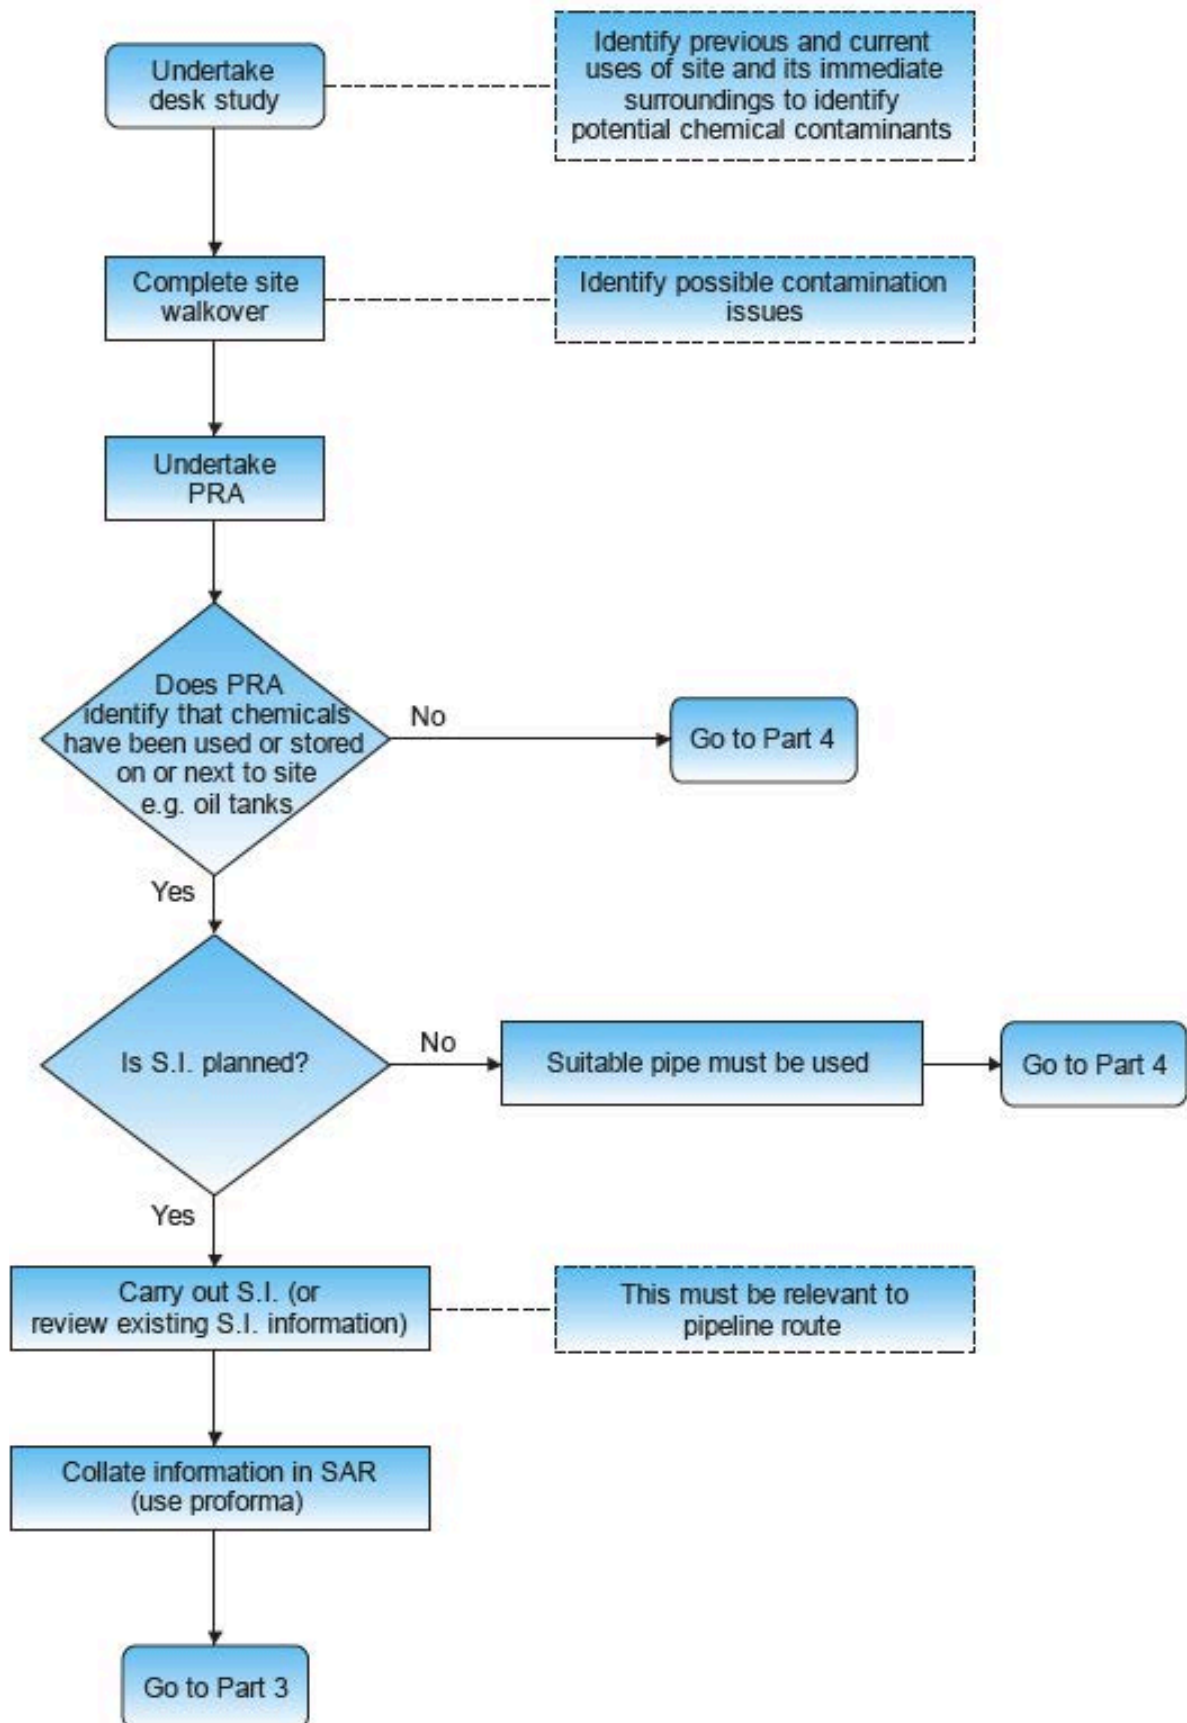 Undertake
desk study
Identify previous and current
uses of site and its immediate
surroundings to identify
potential chemical contaminants
Complete site
walkover
Identify possible contamination
issues
Undertake
PRA
Does PRA
identify that chemicals
have been used or stored
on or next to site
e.g. oil tanks
No
Go to Part 4
Yes
Is S.I. planned?
No
Suitable pipe must be used
Go to Part 4
Yes
Carry out S.I. (or
review existing S.I. information)
This must be relevant to
pipeline route
Collate information in SAR
(use proforma)
Go to Part 3